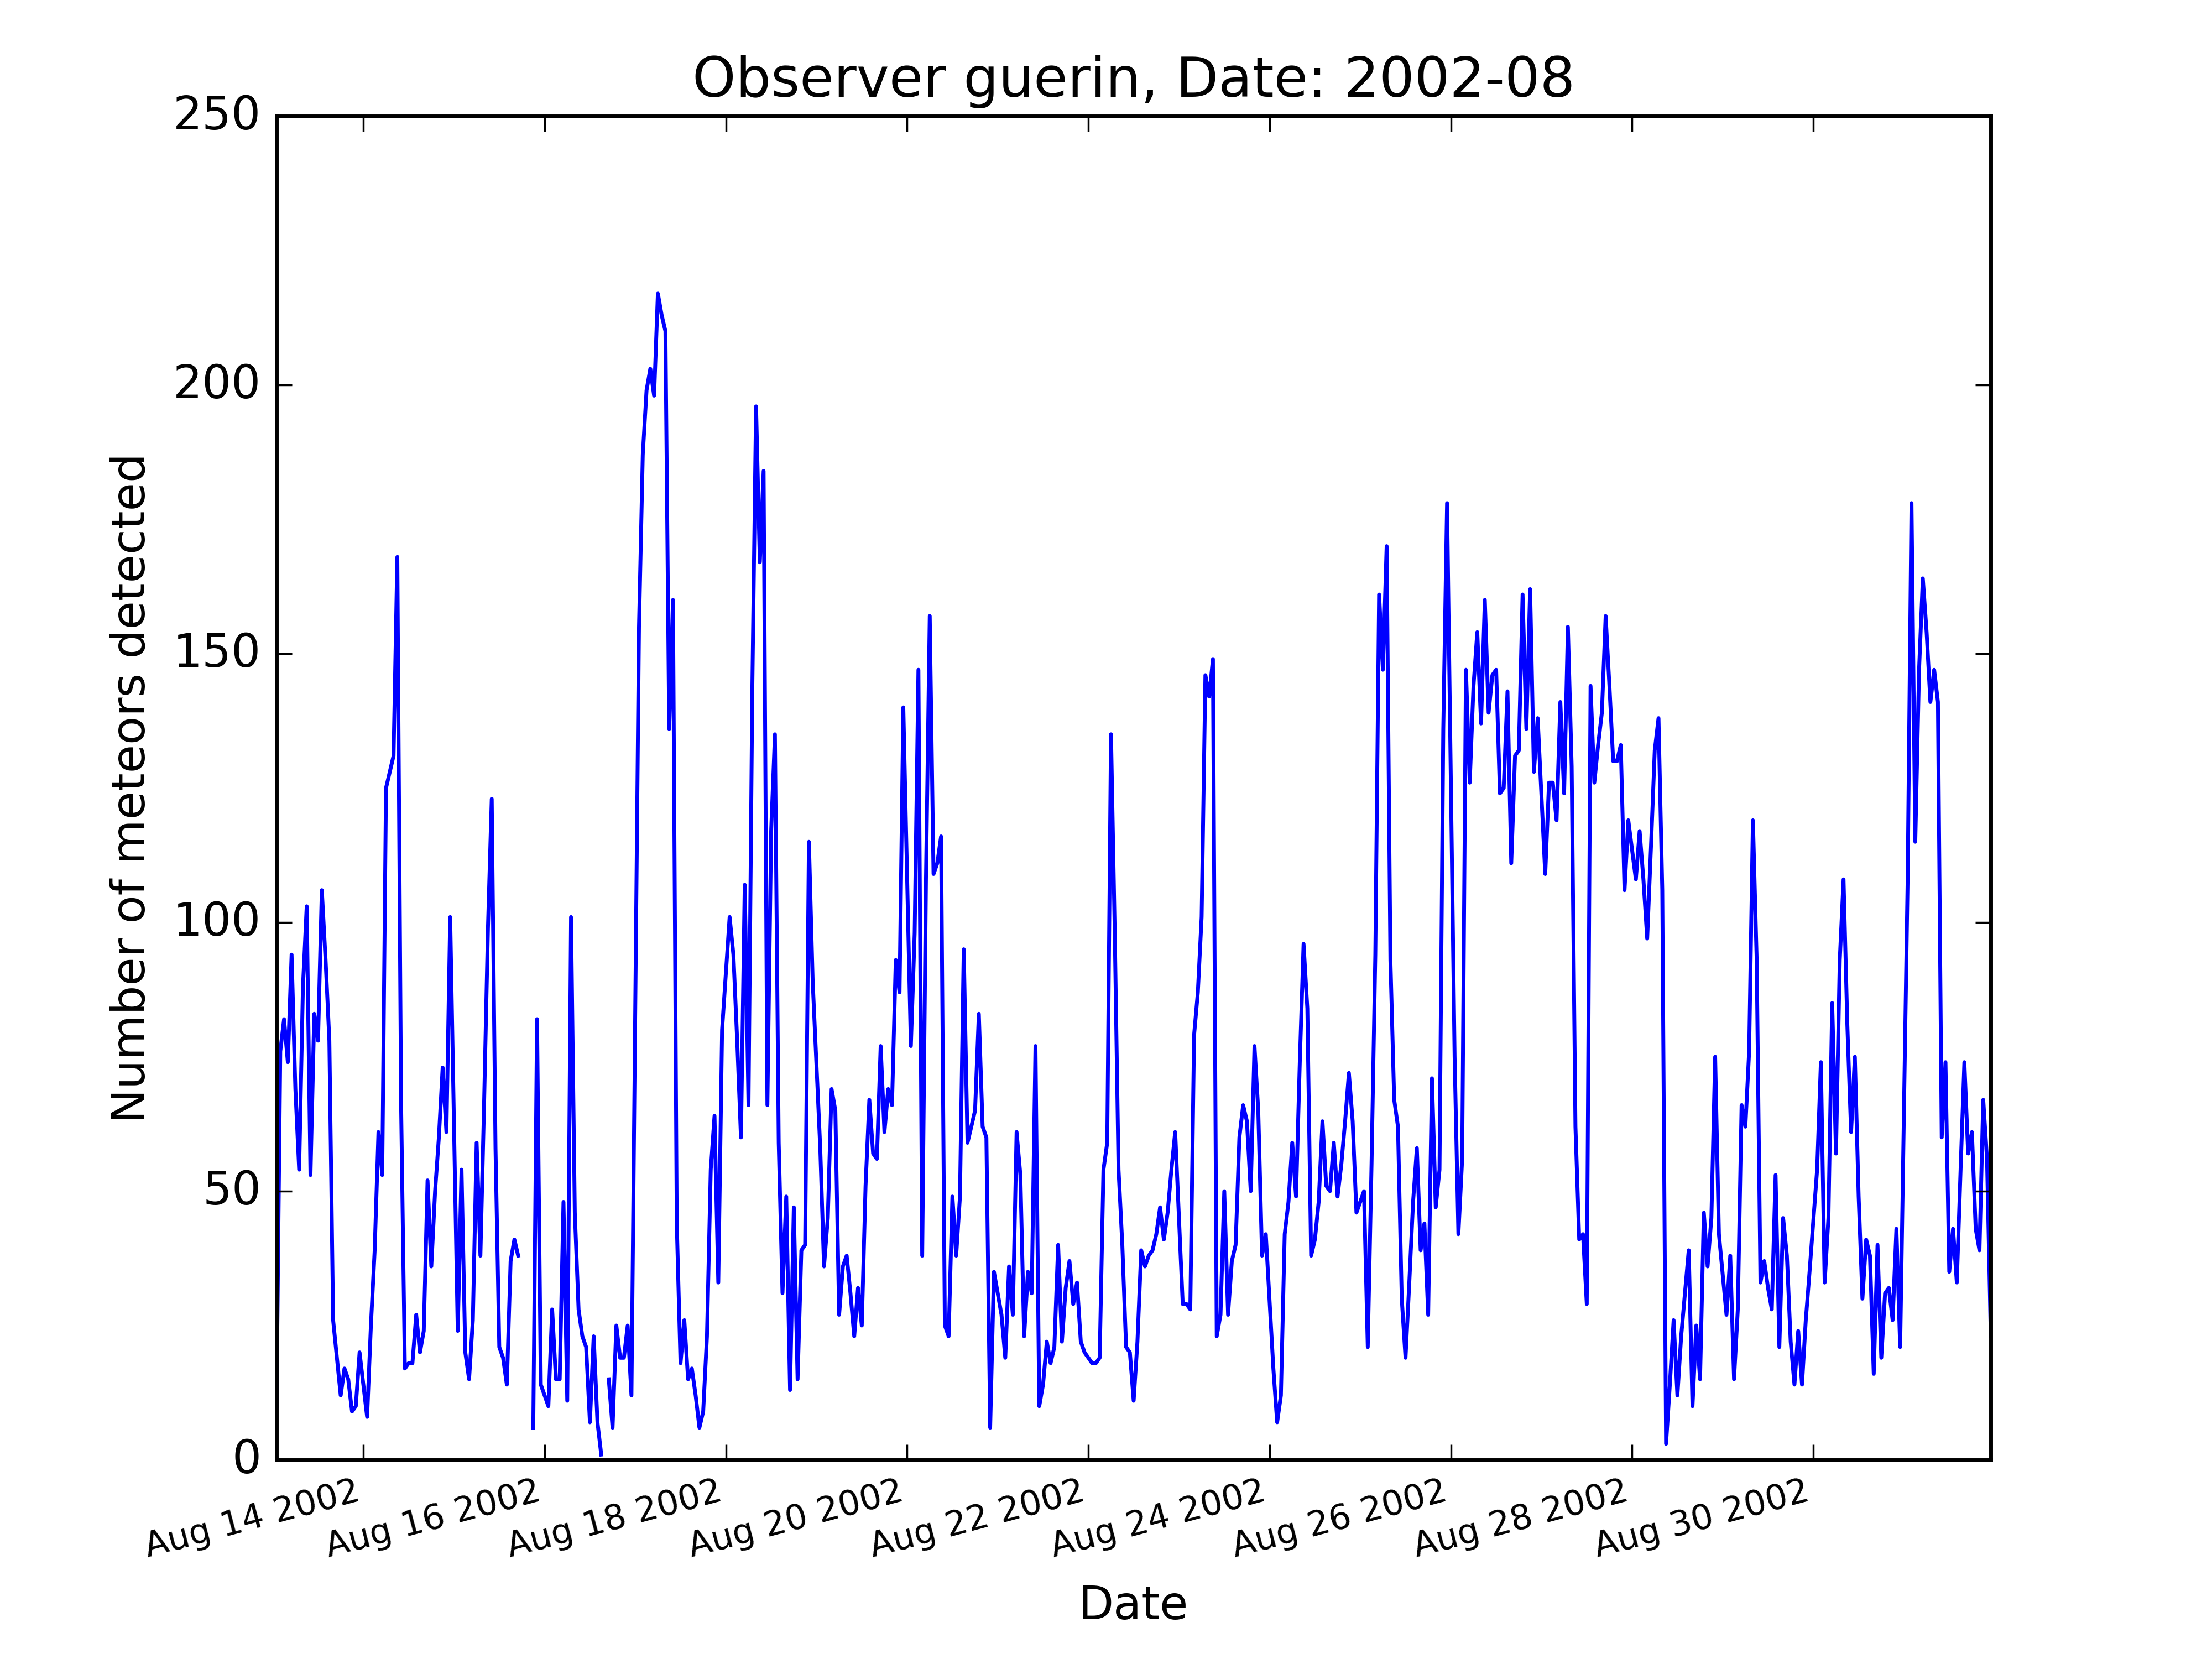 Observer guerin, Date: 2002-08
250
200
150
100
50
0
Number of meteors detected
Aug 14 2002
Aug 16 2002
Aug 18 2002
Aug 20 2002
Aug 22 2002
Aug 24 2002
Aug 26 2002
Aug 28 2002
Aug 30 2002
Date